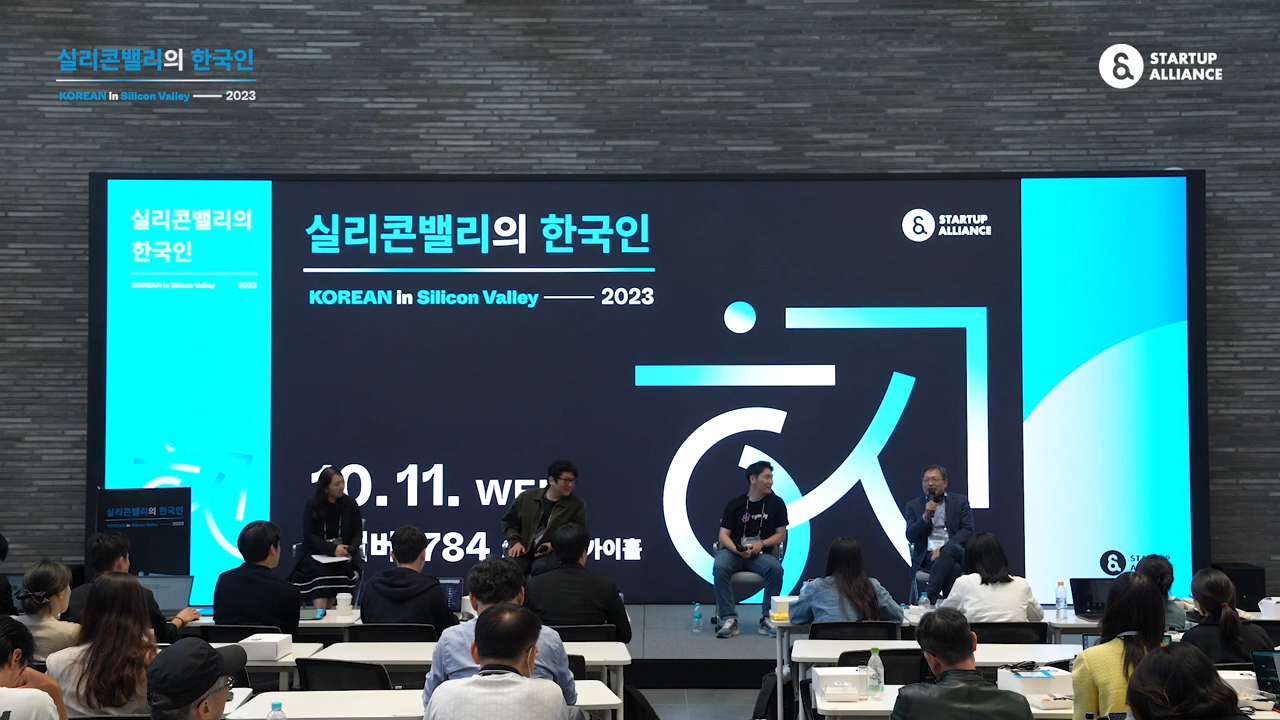 실리콘밸리의 한국인
KOREAN in Silicon Valley 2023
STARTUP
ALLIANCE
실리콘밸리의
한국인
KOREAN in Silicon Valley 2023
실리콘밸리의 한국인
KOREAN in Silicon Valley 2023
STARTUP
ALLIANCE
10.11.
784
실리콘밸리의 한국인
KOREAN in Silicon Valley 2023